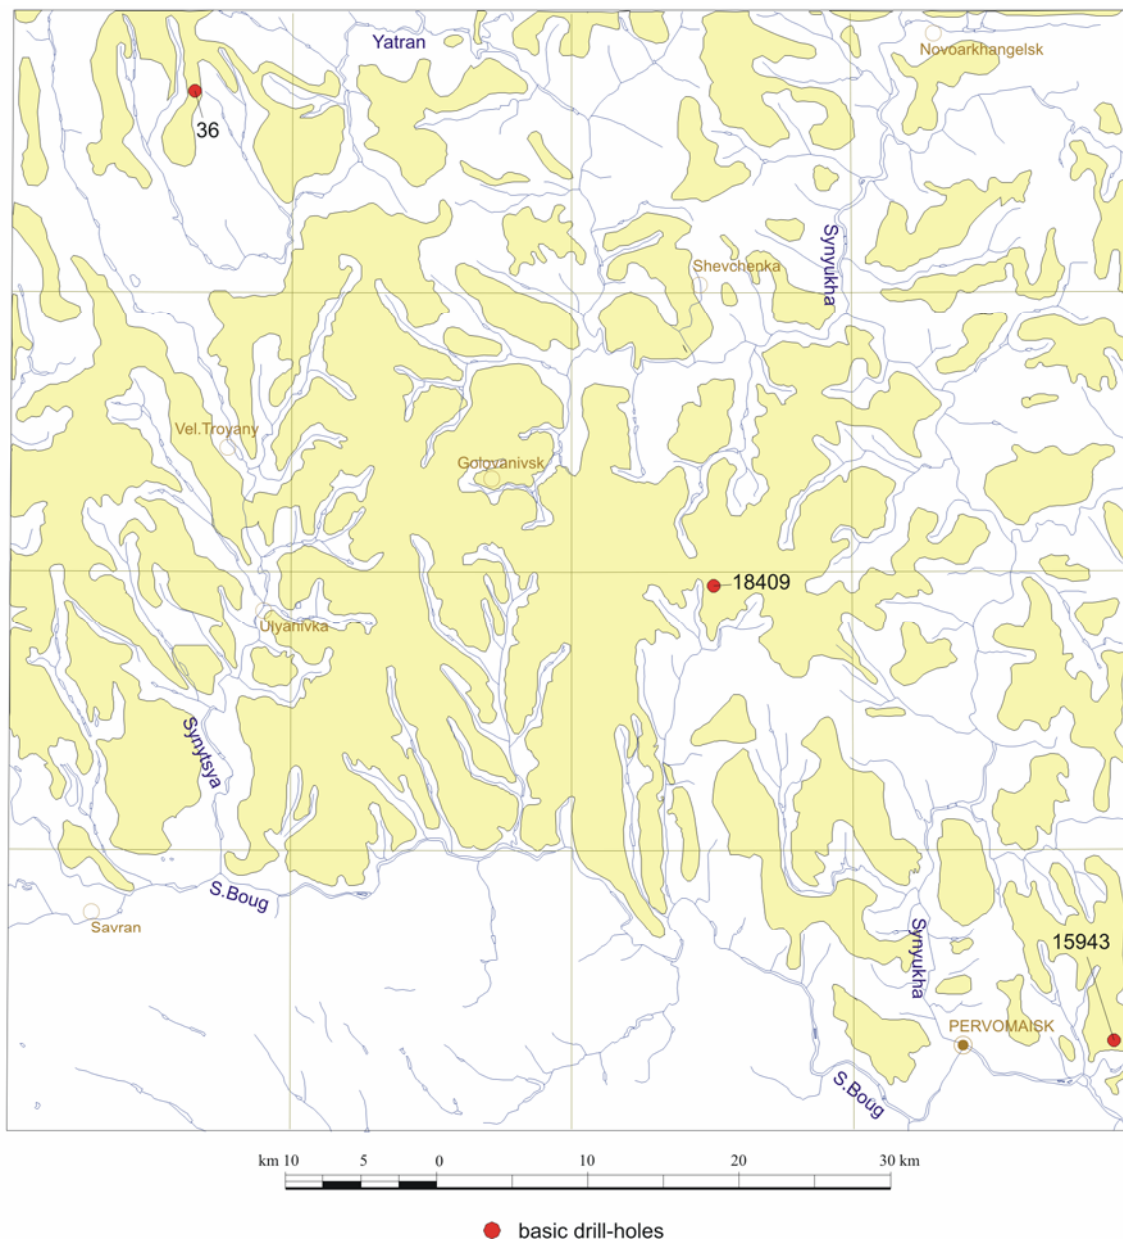 Yatran
Novoarkhangelsk
36
Synyukha
Shevchenka
Vel.Troyany
Golovanivsk
18409
Ulyanivka
Synytsya
S.Boug
Savran
Synyukha
15943
PERVOMAISK
S.Boug
km 10 5 0 10 20 30 km
basic drill-holes